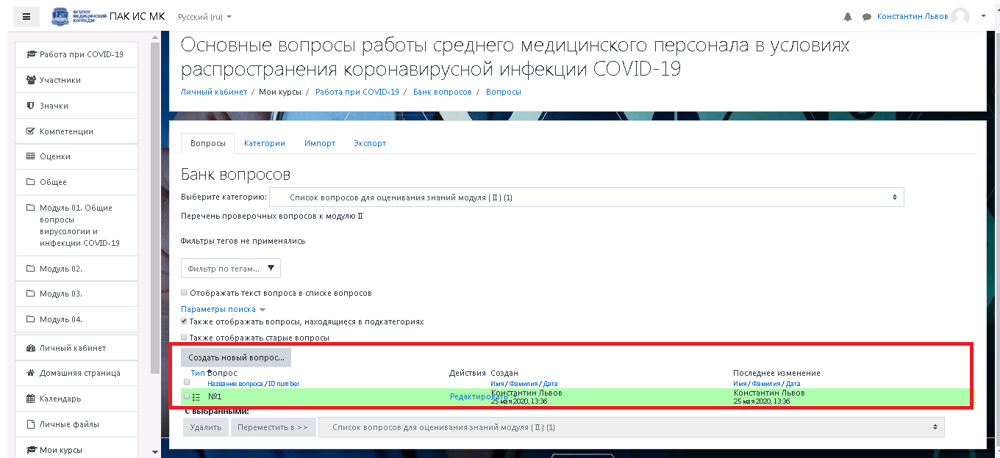 ФГБПОУ
МЕДИЦИНСКИЙ
КОЛЛЕДЖ
ПАК ИС МК
Русский (ru)
Константин Львов
Работа при COVID-19
Участники
Значки
Компетенции
Оценки
Общее
Модуль 01. Общие
вопросы
вирусологии и
инфекции COVID-19
Модуль 02.
Модуль 03.
Модуль 04.
Личный кабинет
Домашняя страница
Календарь
Личные файлы
Мои курсы
Основные вопросы работы среднего медицинского персонала в условиях
распространения коронавирусной инфекции COVID-19
Личный кабинет / Мои курсы / Работа при COVID-19 / Банк вопросов / Вопросы
Вопросы Категории Импорт Экспорт
Банк вопросов
Выберите категорию: Список вопросов для оценивания знаний модуля ( II ) (1)
Перечень проверочных вопросов к модулю II
Фильтры тегов не применялись
Фильтр по тегам...
Отображать текст вопроса в списке вопросов
Параметры поиска
Также отображать вопросы, находящиеся в подкатегориях
Также отображать старые вопросы
Создать новый вопрос...
Тип Вопрос Действия Создан Последнее изменение
Название вопроса / ID number Имя / Фамилия / Дата Имя / Фамилия / Дата
№1 Редактировать Константин Львов Константин Львов
25 мая 2020, 13:36 25 мая 2020, 13:36
С выбранными:
Удалить Переместить в >> Список вопросов для оценивания знаний модуля ( II ) (1)